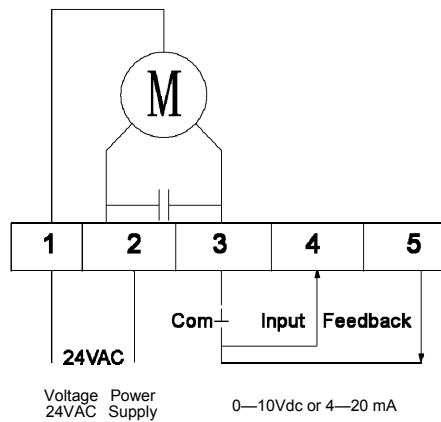 M
1 2 3 4 5
Com Input Feedback
24VAC
Voltage Power
24VAC Supply
0—10Vdc or 4—20 mA